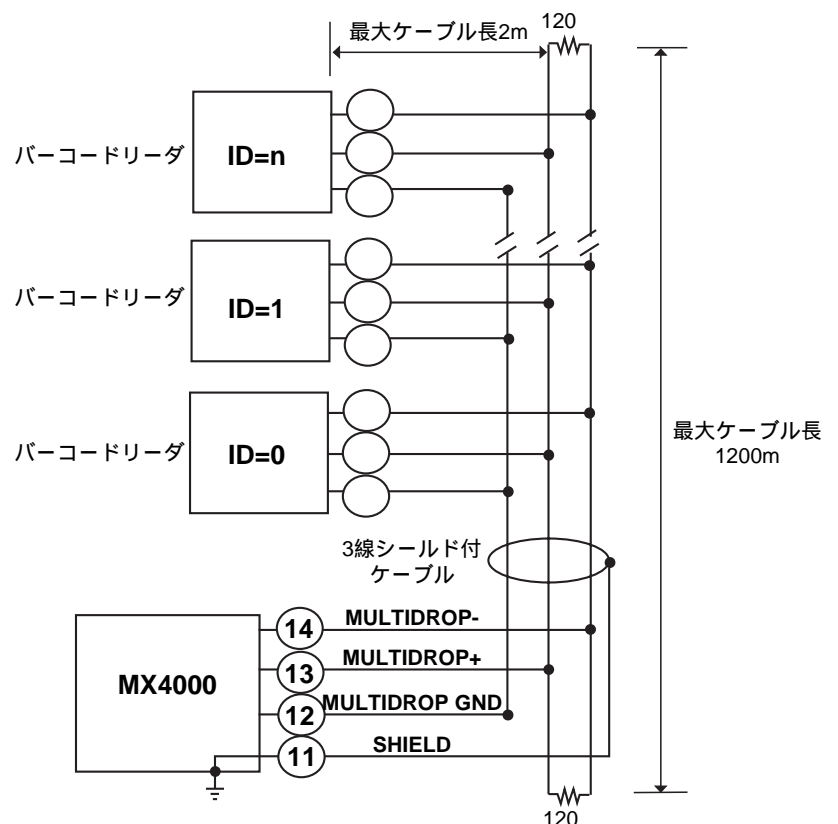 120
最大ケーブル長2m
バーコードリーダ
ID=n
バーコードリーダ
ID=1
バーコードリーダ
ID=0
最大ケーブル長
1200m
3線シールド付
ケーブル
MX4000
14
MULTIDROP-
13
MULTIDROP+
12
MULTIDROP GND
11
SHIELD
120